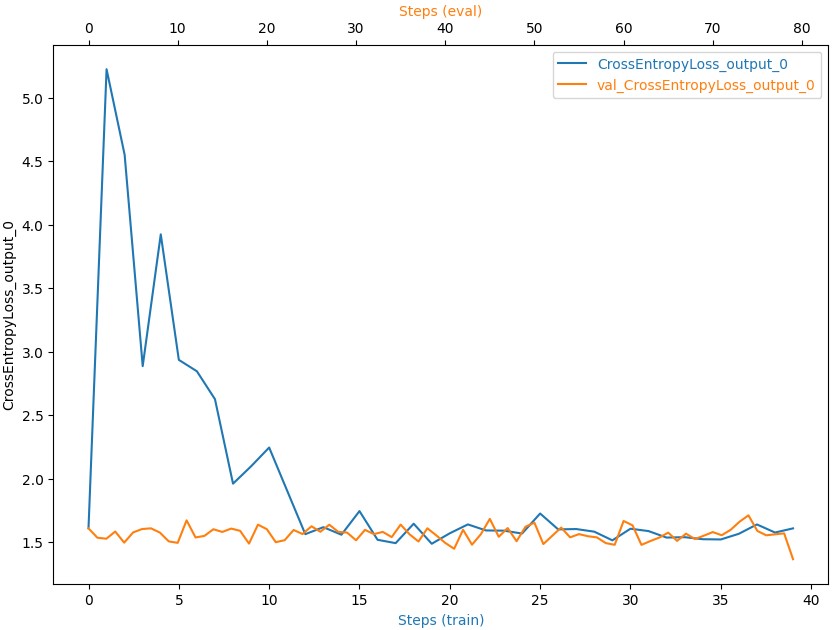 Steps (eval)
0 10 20 30 40 50 60 70 80
CrossEntropyLoss_output_0
val_CrossEntropyLoss_output_0
CrossEntropyLoss_output_0
5.0
4.5
4.0
3.5
3.0
2.5
2.0
1.5
0 5 10 15 20 25 30 35 40
Steps (train)